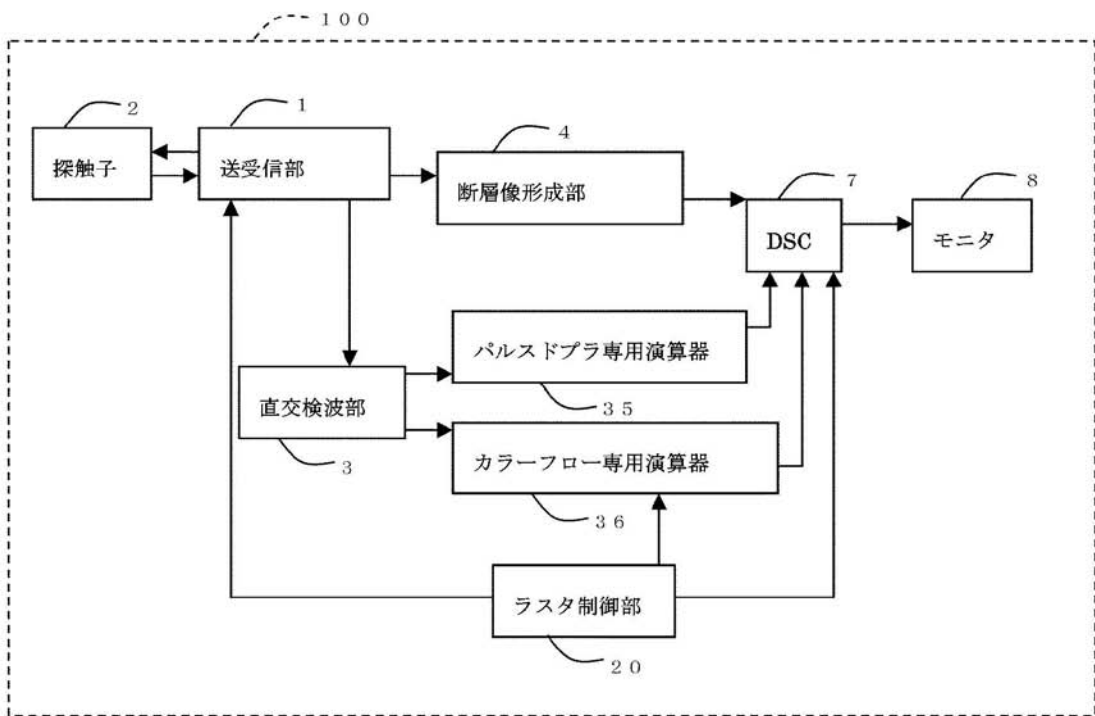 １００
２
１
４
７
８
探触子
送受信部
断層像形成部
DSC
モニタ
パルスドプラ専用演算器
３５
直交検波部
３
カラーフロー専用演算器
３６
ラスタ制御部
２０